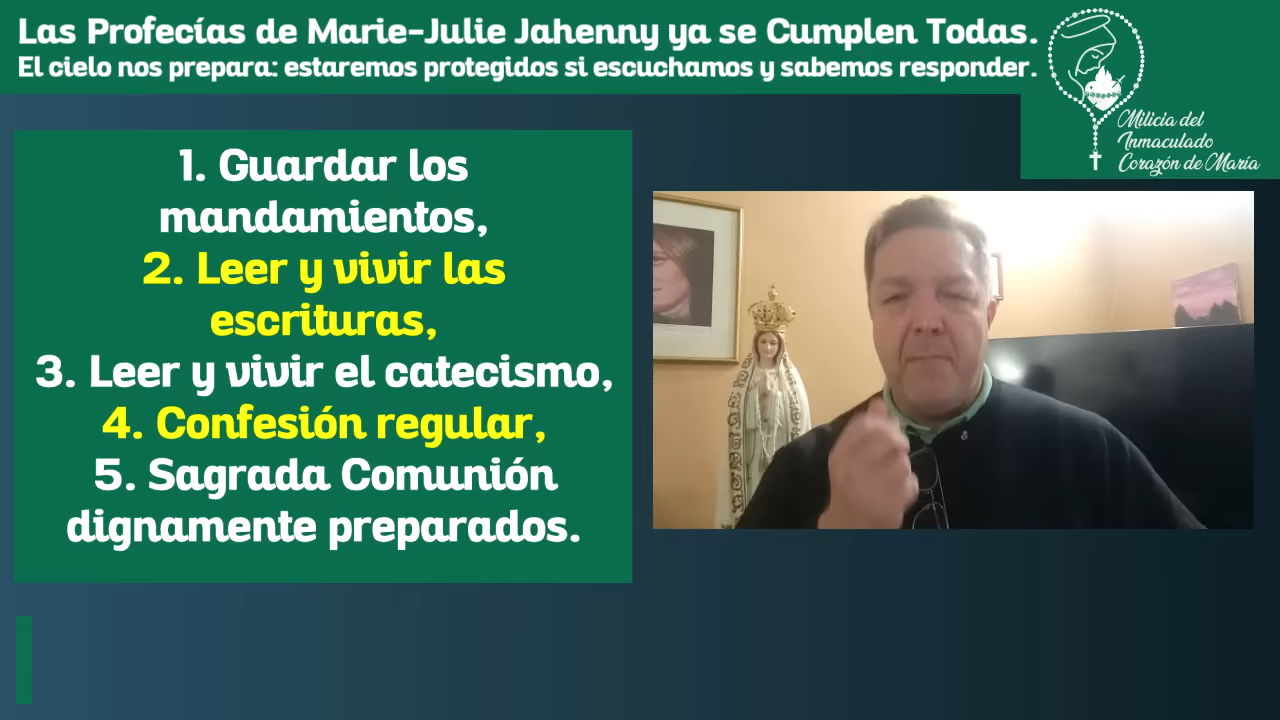 Las Profecías de Marie-Julie Jahenny ya se Cumplen Todas.
El cielo nos prepara: estaremos protegidos si escuchamos y sabemos responder.
Milicia del
Inmaculado
Corazón de María
1. Guardar los
mandamientos,
2. Leer y vivir las
escrituras,
3. Leer y vivir el catecismo,
4. Confesión regular,
5. Sagrada Comunión
dignamente preparados.